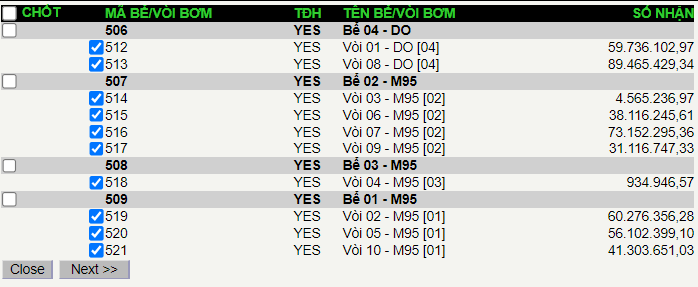 CHỐT MÃ BỂ/VÒI BƠM TĐH TÊN BỂ/VÒI BƠM SỐ NHẬN
506 YES Bể 04 - DO
512 YES Vòi 01 - DO [04] 59.736.102,97
513 YES Vòi 08 - DO [04] 89.465.429,34
507 YES Bể 02 - M95
514 YES Vòi 03 - M95 [02] 4.565.236,97
515 YES Vòi 06 - M95 [02] 38.116.245,61
516 YES Vòi 07 - M95 [02] 73.152.295,36
517 YES Vòi 09 - M95 [02] 31.116.747,33
508 YES Bể 03 - M95
518 YES Vòi 04 - M95 [03] 934.946,57
509 YES Bể 01 - M95
519 YES Vòi 02 - M95 [01] 60.276.356,28
520 YES Vòi 05 - M95 [01] 56.102.399,10
521 YES Vòi 10 - M95 [01] 41.303.651,03
Close Next >>